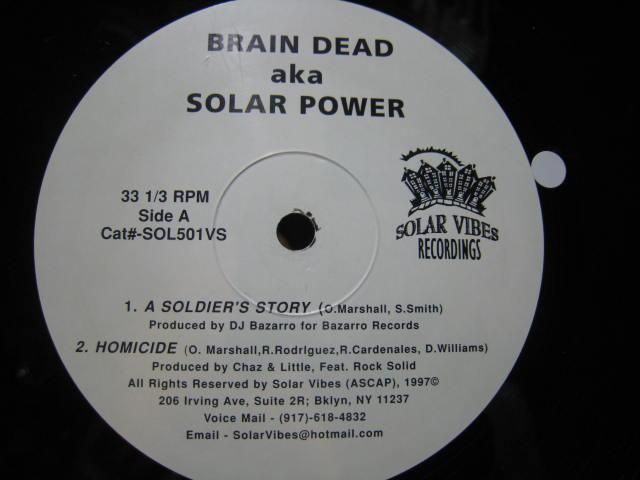 BRAIN DEAD
aka
SOLAR POWER
33 1/3 RPM
Side A
Cat#-SOL501VS
SOLAR VIBES
RECORDINGS
1. A SOLDIER'S STORY (O.Marshall, S.Smith)
Produced by DJ Bazarro for Bazarro Records
2. HOMICIDE (O. Marshall,R.RodrIguez,R.Cardenales, D.Williams)
Produced by Chaz & Little, Feat. Rock Solid
All Rights Reserved by Solar Vibes (ASCAP), 1997©
206 Irving Ave, Suite 2R; Bklyn, NY 11237
Voice Mail - (917)-618-4832
Email - SolarVibes@hotmail.com